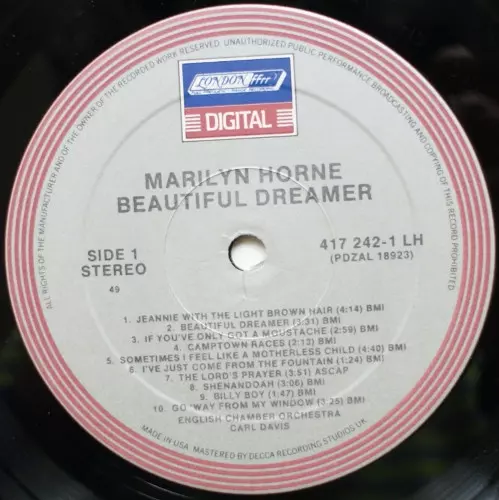 ALL RIGHTS OF THE MANUFACTURER AND OF THE OWNER OF THE RECORDED WORK RESERVED. UNAUTHORIZED PUBLIC PERFORMANCE BROADCASTING AND COPYING OF THIS RECORD PROHIBITED
LONDON ffrr
DIGITAL
MARILYN HORNE
BEAUTIFUL DREAMER
SIDE 1
STEREO
417 242-1 LH
(PDZAL 18923)
49
1. JEANNIE WITH THE LIGHT BROWN HAIR (4:14) BMI
2. BEAUTIFUL DREAMER (3:31) BMI
3. IF YOU'VE ONLY GOT A MOUSTACHE (2:59) BMI
4. CAMPTOWN RACES (2:13) BMI
5. SOMETIMES I FEEL LIKE A MOTHERLESS CHILD (4:40) BMI
6. I'VE JUST COME FROM THE FOUNTAIN (1:24) BMI
7. THE LORD'S PRAYER (3:51) ASCAP
8. SHENANDOAH (3:06) BMI
9. BILLY BOY (1:47) BMI
10. GO 'WAY FROM MY WINDOW (3:25) BMI
ENGLISH CHAMBER ORCHESTRA
CARL DAVIS
MADE IN USA. MASTERED BY DECCA RECORDING STUDIOS UK